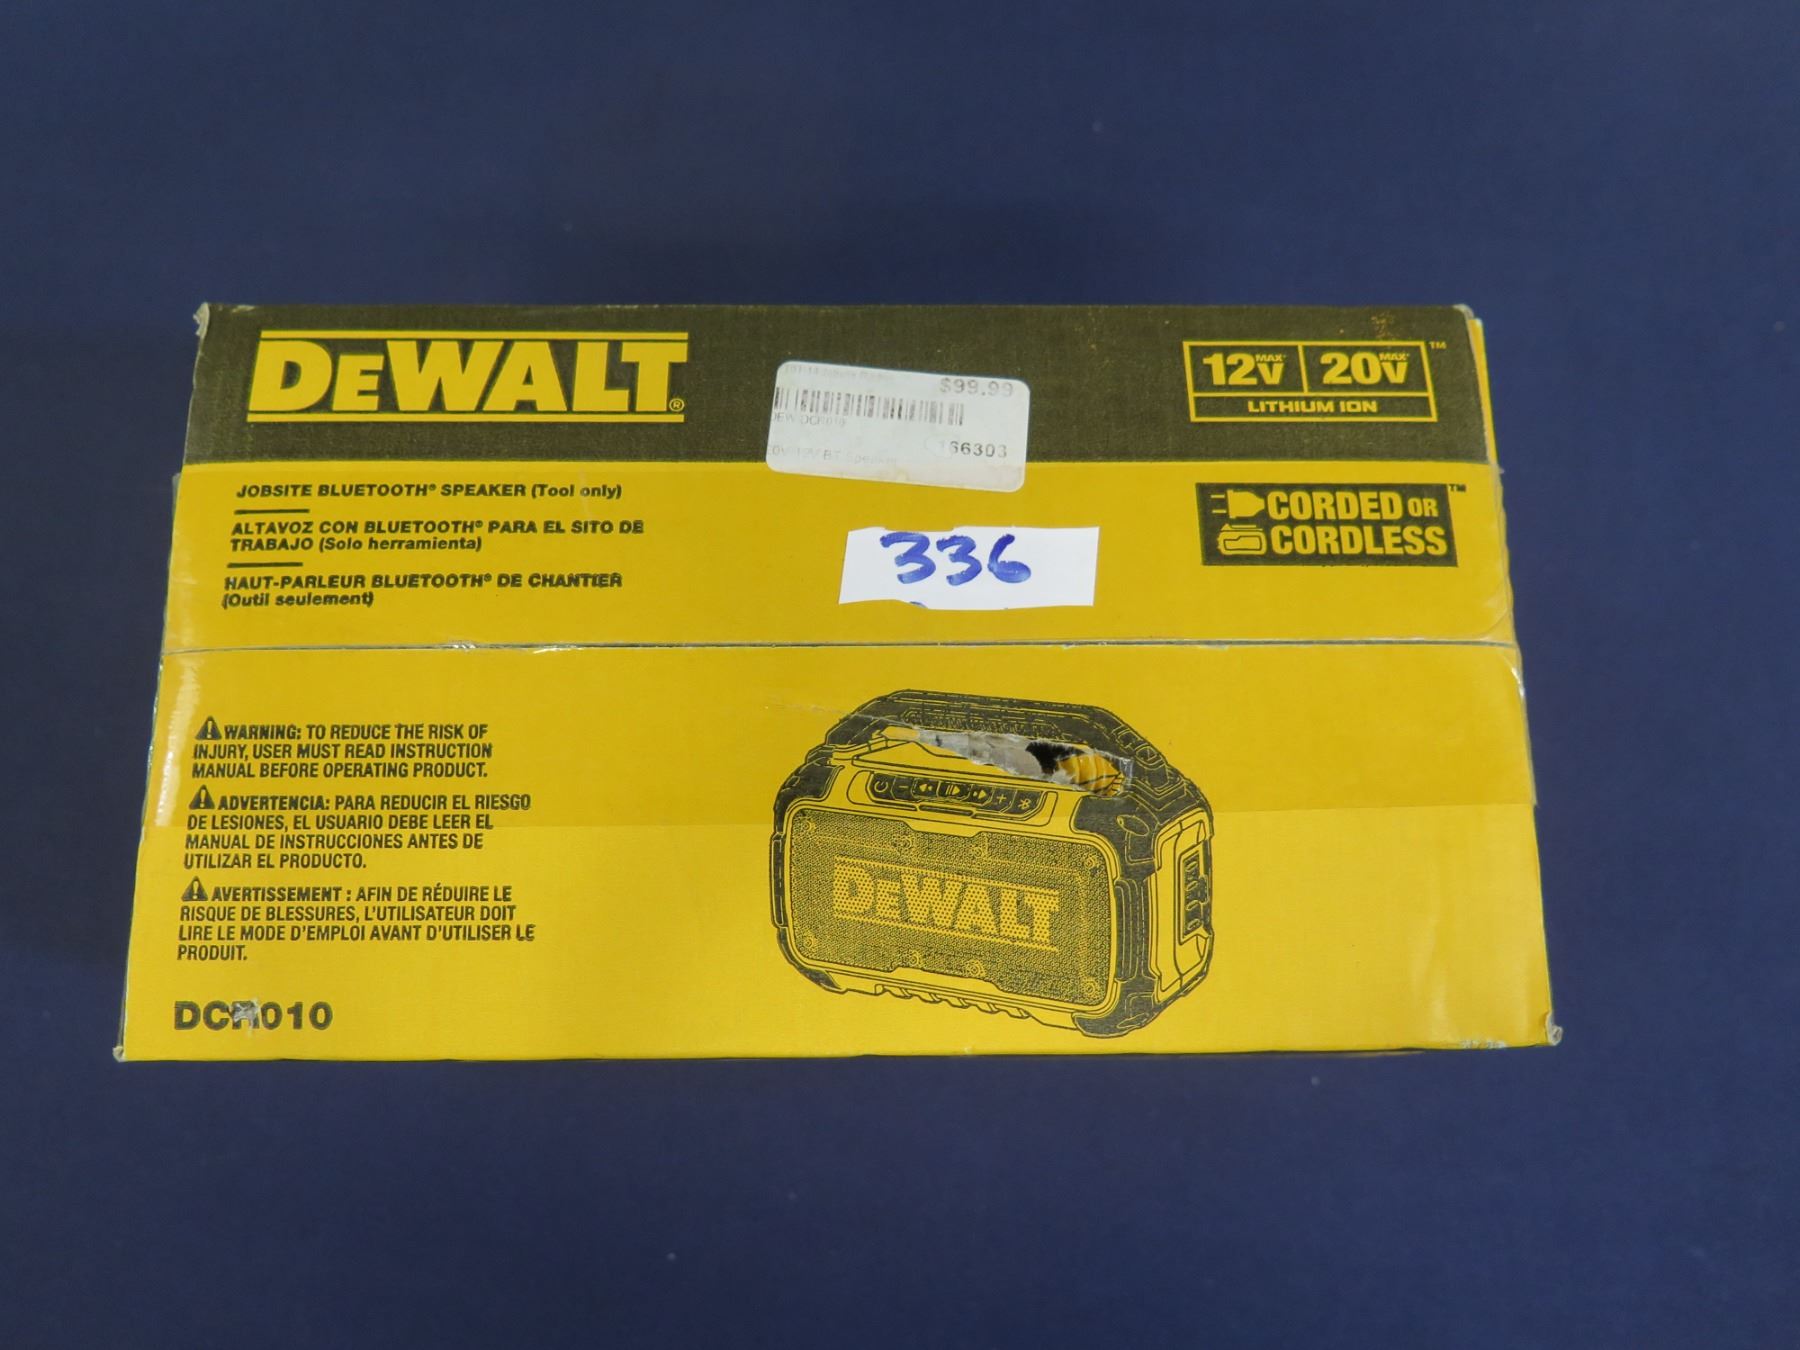 DEWALT®
$99.99
DEW DCR010
166303
12V MAX* 20V MAX* ™
LITHIUM ION
JOBSITE BLUETOOTH® SPEAKER (Tool only)
ALTAVOZ CON BLUETOOTH® PARA EL SITO DE
TRABAJO (Solo herramienta)
HAUT-PARLEUR BLUETOOTH® DE CHANTIER
(Outil seulement)
336
CORDED OR ™
CORDLESS
WARNING: TO REDUCE THE RISK OF
INJURY, USER MUST READ INSTRUCTION
MANUAL BEFORE OPERATING PRODUCT.
ADVERTENCIA: PARA REDUCIR EL RIESGO
DE LESIONES, EL USUARIO DEBE LEER EL
MANUAL DE INSTRUCCIONES ANTES DE
UTILIZAR EL PRODUCTO.
AVERTISSEMENT : AFIN DE RÉDUIRE LE
RISQUE DE BLESSURES, L'UTILISATEUR DOIT
LIRE LE MODE D'EMPLOI AVANT D'UTILISER LE
PRODUIT.
DCR010
DEWALT